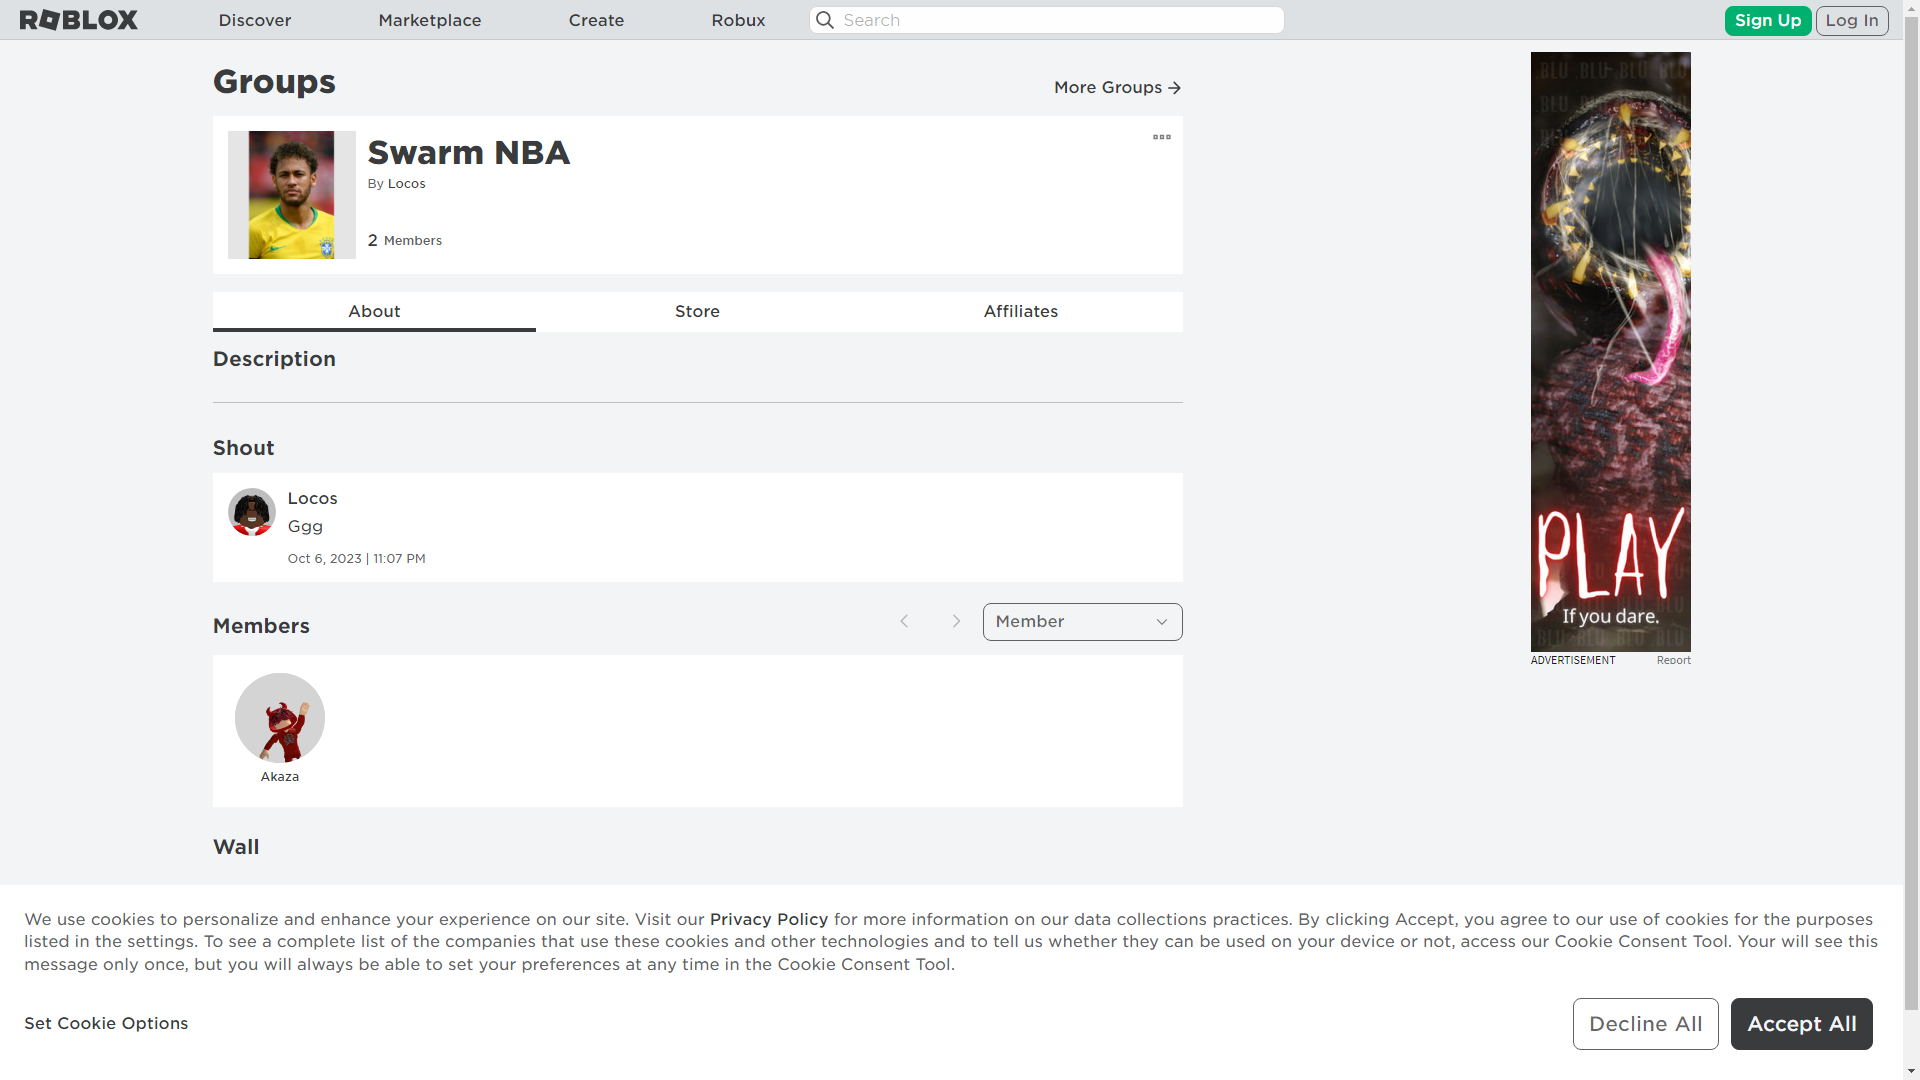 ROBLOX
Discover
Marketplace
Create
Robux
Search
Sign Up
Log In
Groups
More Groups
Swarm NBA
By Locos
2 Members
About
Store
Affiliates
Description
Shout
Locos
Ggg
Oct 6, 2023 | 11:07 PM
Members
Member
Akaza
Wall
PLAY
If you dare.
ADVERTISEMENT
Report
We use cookies to personalize and enhance your experience on our site. Visit our Privacy Policy for more information on our data collections practices. By clicking Accept, you agree to our use of cookies for the purposes
listed in the settings. To see a complete list of the companies that use these cookies and other technologies and to tell us whether they can be used on your device or not, access our Cookie Consent Tool. Your will see this
message only once, but you will always be able to set your preferences at any time in the Cookie Consent Tool.
Set Cookie Options
Decline All
Accept All